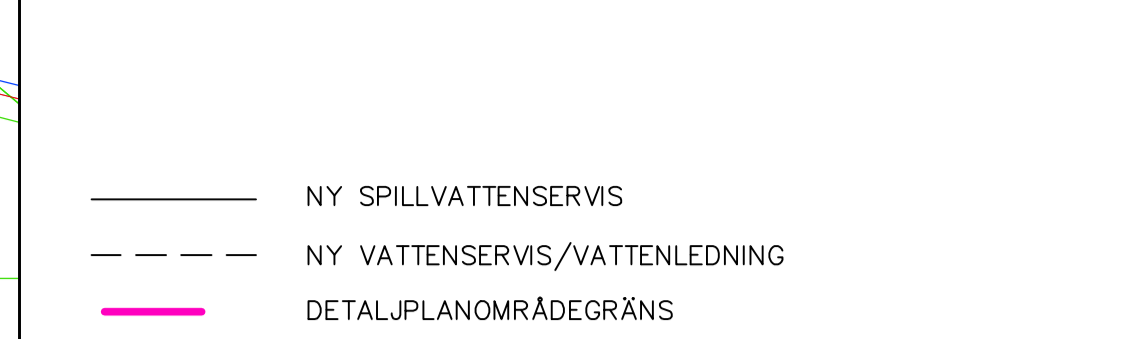 NY SPILLVATTENSERVIS
NY VATTENSERVIS/VATTENLEDNING
DETALJPLANOMRÅDEGRÄNS